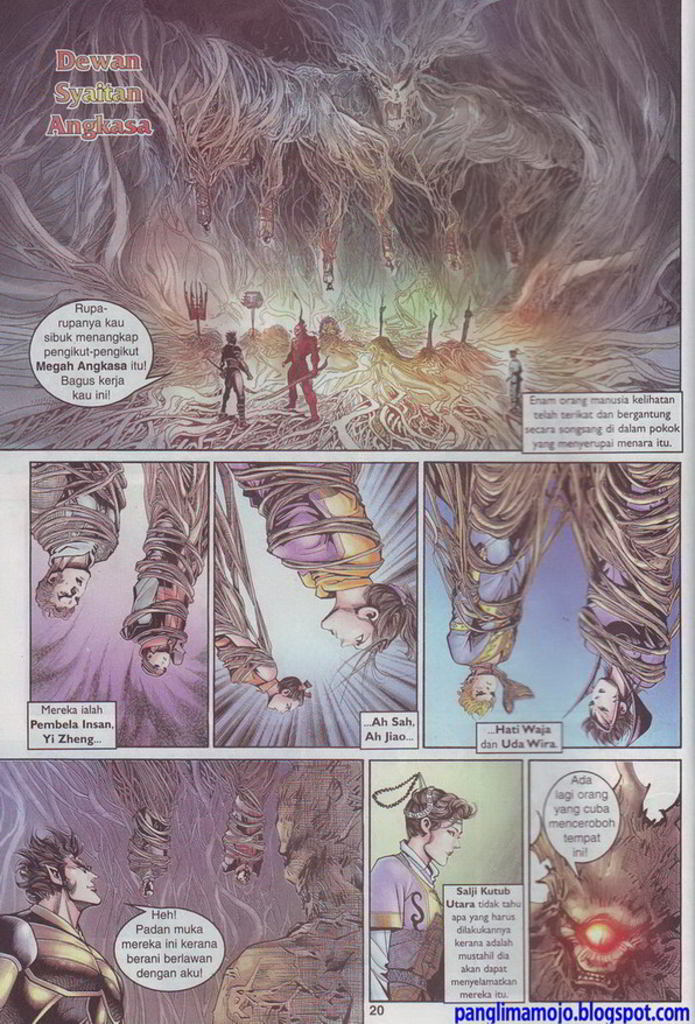 Dewan
Syaitan
Angkasa
Rupa-
rupanya kau
sibuk menangkap
pengikut-pengikut
Megah Angkasa itu!
Bagus kerja
kau ini!
Enam orang manusia kelihatan
telah terikat dan bergantung
secara songsang di dalam pokok
yang menyerupai menara itu.
Mereka ialah
Pembela Insan,
Yi Zheng...
...Ah Sah,
Ah Jiao...
...Hati Waja
dan Uda Wira.
Heh!
Padan muka
mereka ini kerana
berani berlawan
dengan aku!
Salji Kutub
Utara tidak tahu
apa yang harus
dilakukannya
kerana adalah
mustahil dia
akan dapat
menyelamatkan
mereka itu.
Ada
lagi orang
yang cuba
menceroboh
tempat
ini!
20
panglimamojo.blogspot.com